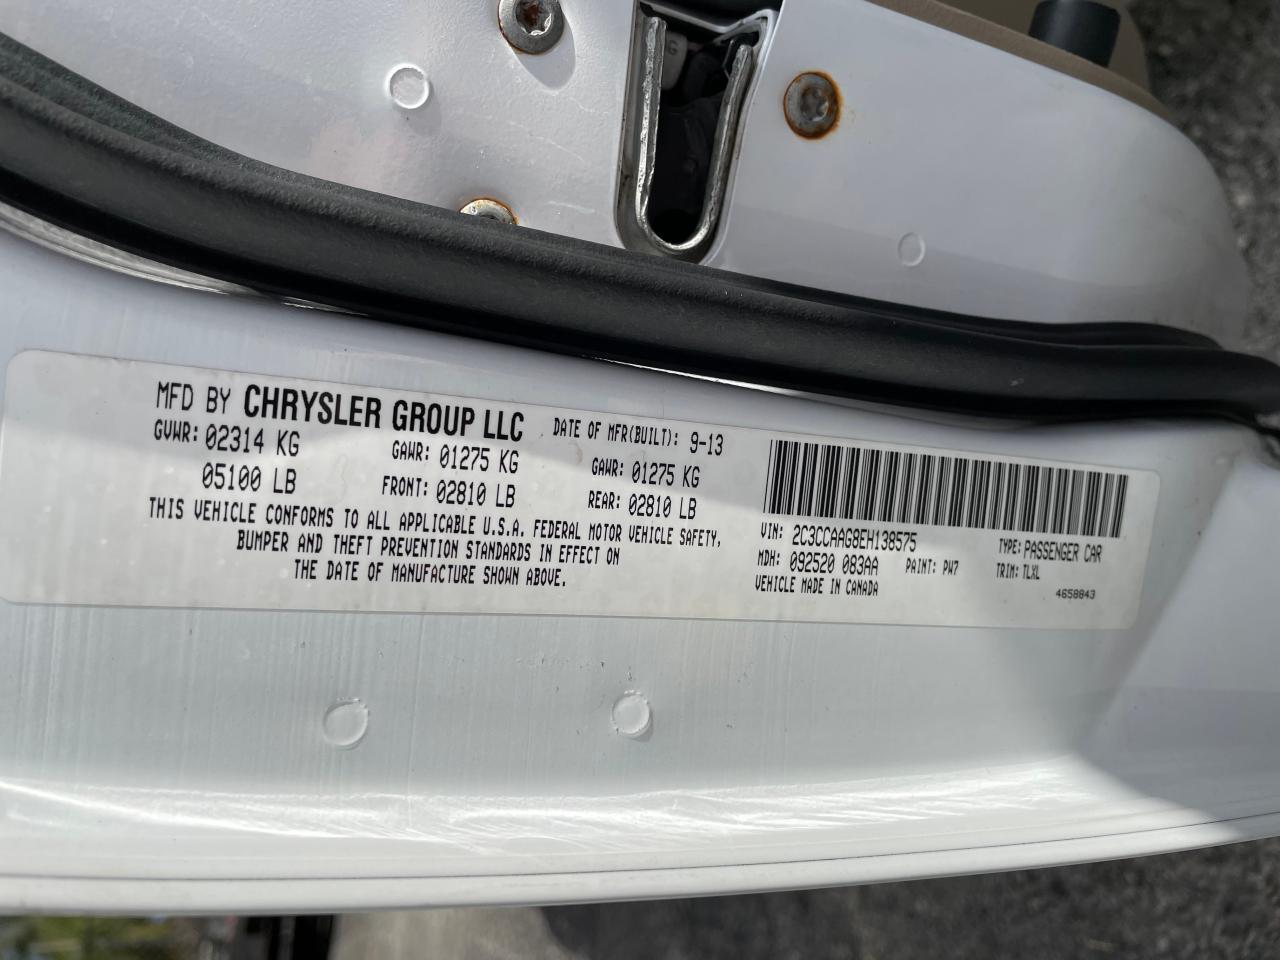 MFD BY CHRYSLER GROUP LLC DATE OF MFR(BUILT): 9-13
GVWR: 02314 KG GAWR: 01275 KG GAWR: 01275 KG
05100 LB FRONT: 02810 LB REAR: 02810 LB
THIS VEHICLE CONFORMS TO ALL APPLICABLE U.S.A. FEDERAL MOTOR VEHICLE SAFETY,
BUMPER AND THEFT PREVENTION STANDARDS IN EFFECT ON
THE DATE OF MANUFACTURE SHOWN ABOVE.
VIN: 2C3CCAAG8EH138575 TYPE: PASSENGER CAR
MDH: 092520 083AA PAINT: PW7 TRIM: TLXL
VEHICLE MADE IN CANADA 4658843